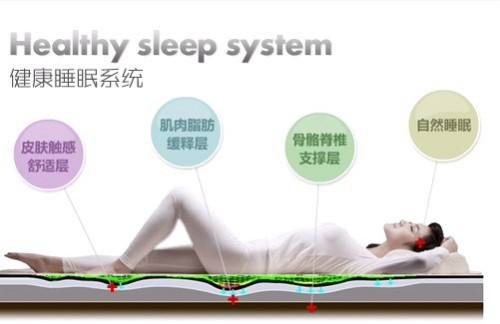 Healthy sleep system
健康睡眠系统
皮肤触感
舒适层
肌肉脂肪
缓释层
骨骼脊椎
支撑层
自然睡眠